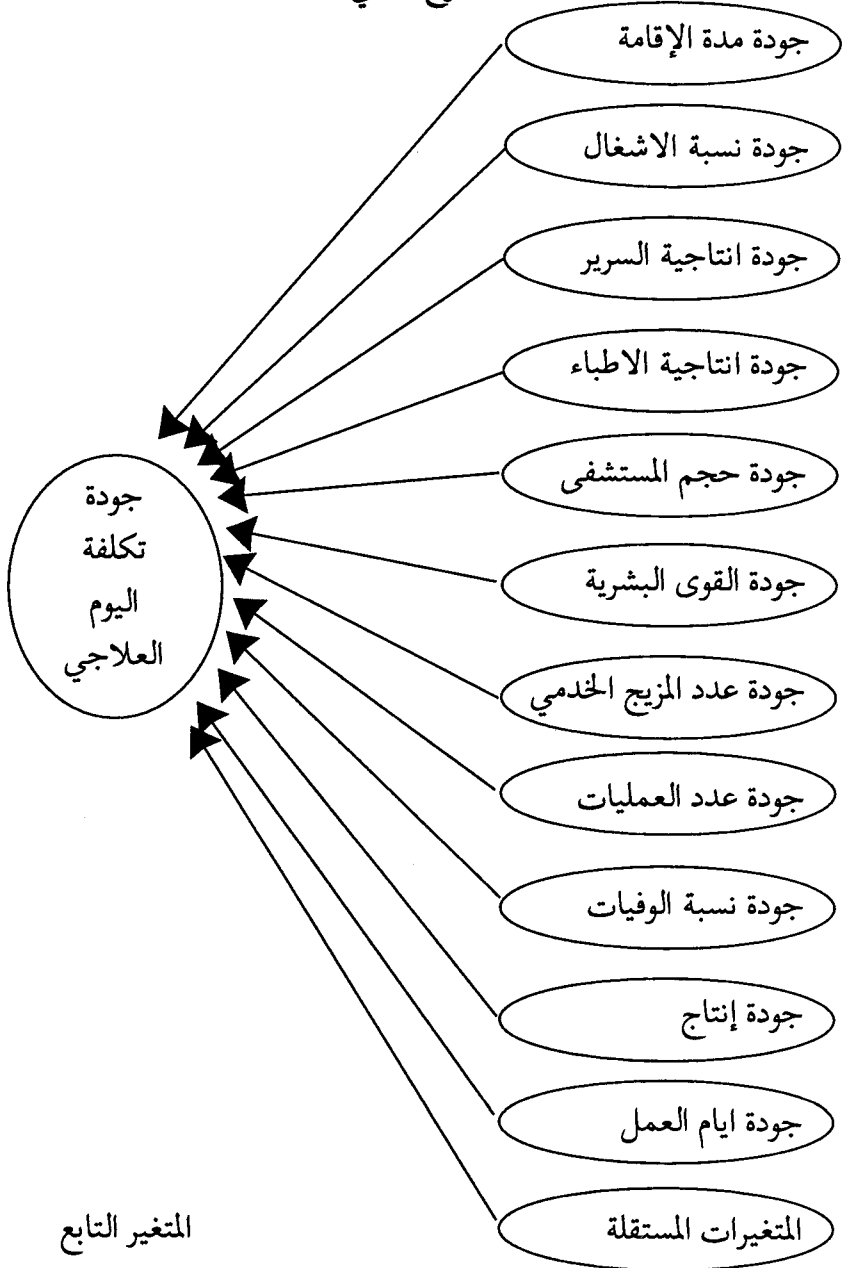 جودة مدة الإقامة
جودة نسبة الاشغال
جودة انتاجية السرير
جودة انتاجية الاطباء
جودة حجم المستشفى
جودة القوى البشرية
جودة عدد المزيج الخدمي
جودة عدد العمليات
جودة نسبة الوفيات
جودة إنتاج
جودة ايام العمل
المتغيرات المستقلة
جودة
تكلفة
اليوم
العلاجي
المتغير التابع